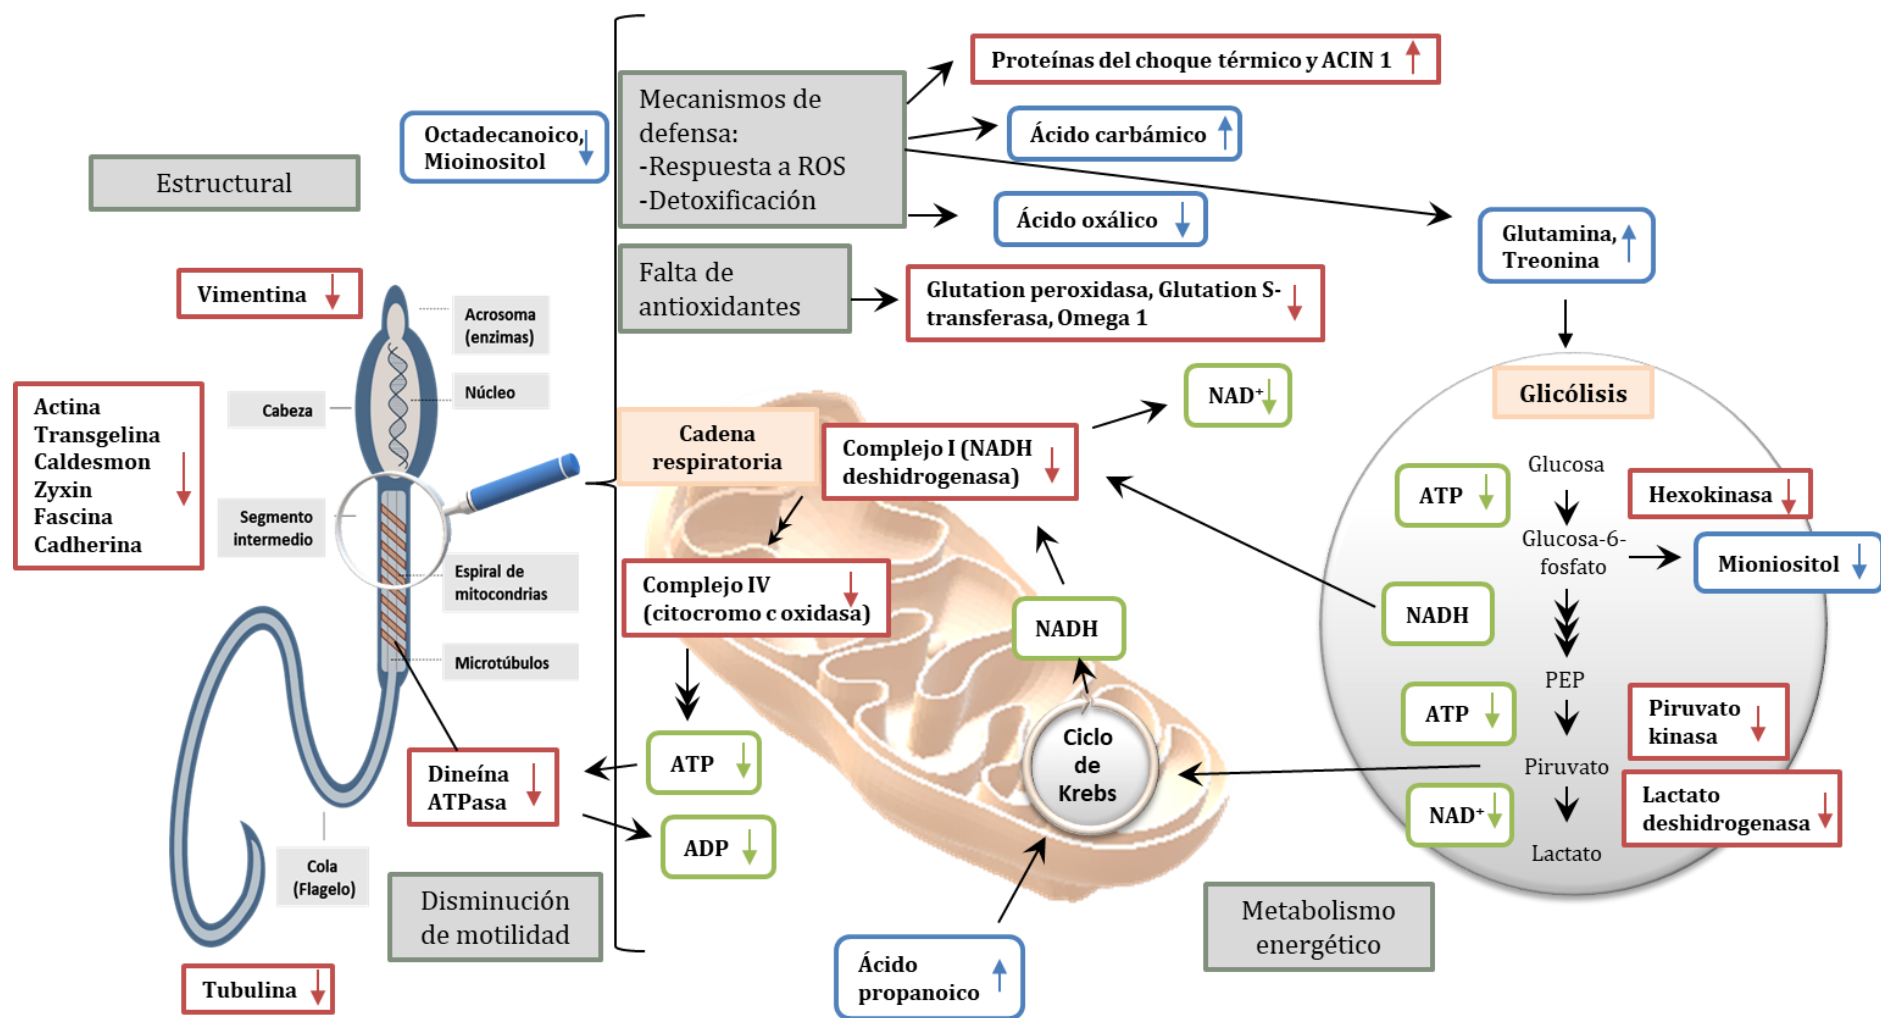 Estructural
Octadecanoico,
Mioinositol
Mecanismos de
defensa:
-Respuesta a ROS
-Detoxificación
Proteínas del choque térmico y ACIN 1
Ácido carbámico
Ácido oxálico
Glutamina,
Treonina
Falta de
antioxidantes
Glutation peroxidasa, Glutation S-
transferasa, Omega 1
Vimentina
Acrosoma
(enzimas)
Núcleo
Cabeza
Actina
Transgelina
Caldesmon
Zyxin
Fascina
Cadherina
Segmento
intermedio
Espiral de
mitocondrias
Microtúbulos
Cola
(Flagelo)
Tubulina
Dineína
ATPasa
Disminución
de motilidad
Cadena
respiratoria
Complejo I (NADH
deshidrogenasa)
NAD⁺
Complejo IV
(citocromo c oxidasa)
NADH
ATP
ADP
Ciclo
de
Krebs
Ácido
propanoico
Metabolismo
energético
Glicólisis
Glucosa
ATP
Hexokinasa
Glucosa-6-
fosfato
Mioniositol
NADH
PEP
ATP
Piruvato
kinasa
Piruvato
NAD⁺
Lactato
deshidrogenasa
Lactato